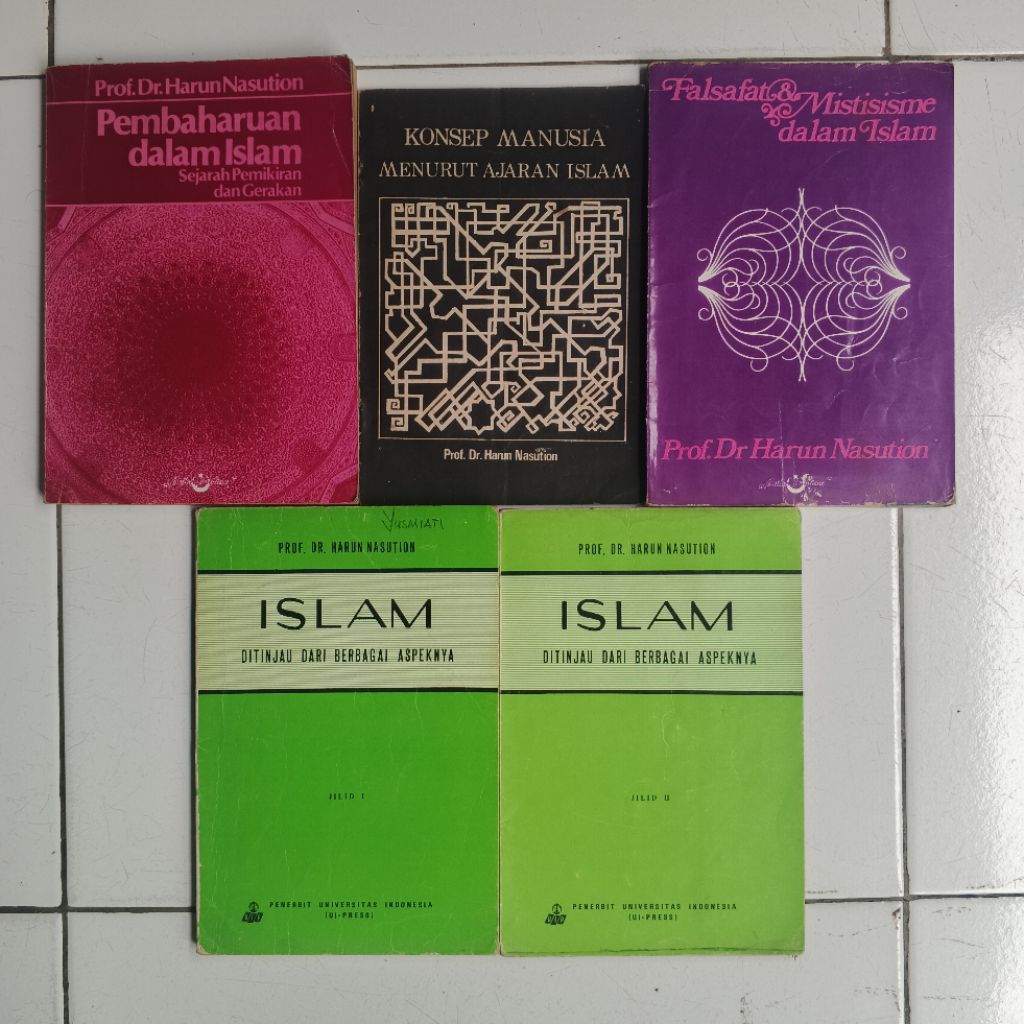 Prof. Dr. Harun Nasution
Pembaharuan
dalam Islam
Sejarah Pemikiran
dan Gerakan
KONSEP MANUSIA
MENURUT AJARAN ISLAM
Prof. Dr. Harun Nasution
Falsafat &
Mistisisme
dalam Islam
Prof. Dr Harun Nasution
YUSMIATI
PROF. DR. HARUN NASUTION
ISLAM
DITINJAU DARI BERBAGAI ASPEKNYA
JILID I
PENERBIT UNIVERSITAS INDONESIA
(UI-PRESS)
PROF. DR. HARUN NASUTION
ISLAM
DITINJAU DARI BERBAGAI ASPEKNYA
JILID II
PENERBIT UNIVERSITAS INDONESIA
(UI-PRESS)